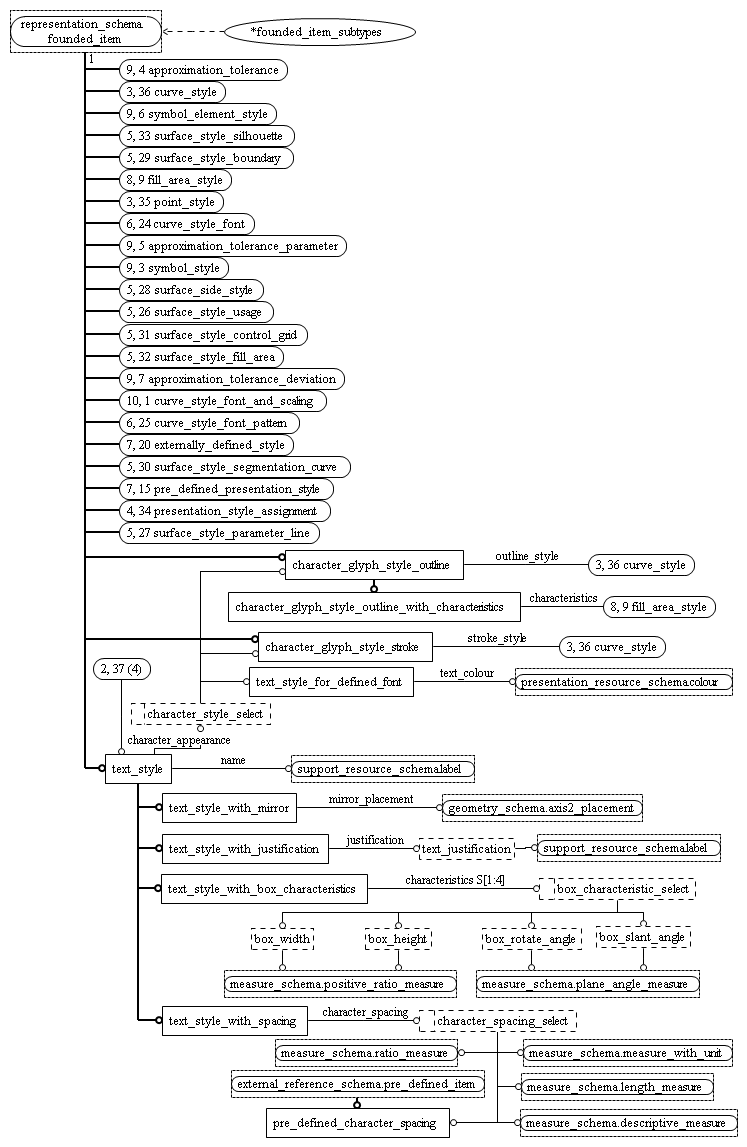 representation_schema.
founded_item
*founded_item_subtypes
1
9, 4 approximation_tolerance
3, 36 curve_style
9, 6 symbol_element_style
5, 33 surface_style_silhouette
5, 29 surface_style_boundary
8, 9 fill_area_style
3, 35 point_style
6, 24 curve_style_font
9, 5 approximation_tolerance_parameter
9, 3 symbol_style
5, 28 surface_side_style
5, 26 surface_style_usage
5, 31 surface_style_control_grid
5, 32 surface_style_fill_area
9, 7 approximation_tolerance_deviation
10, 1 curve_style_font_and_scaling
6, 25 curve_style_font_pattern
7, 20 externally_defined_style
5, 30 surface_style_segmentation_curve
7, 15 pre_defined_presentation_style
4, 34 presentation_style_assignment
5, 27 surface_style_parameter_line
character_glyph_style_outline
outline_style
3, 36 curve_style
character_glyph_style_outline_with_characteristics
characteristics
8, 9 fill_area_style
character_glyph_style_stroke
stroke_style
3, 36 curve_style
2, 37 (4)
text_style_for_defined_font
text_colour
presentation_resource_schema.colour
character_style_select
character_appearance
text_style
name
support_resource_schema.label
text_style_with_mirror
mirror_placement
geometry_schema.axis2_placement
text_style_with_justification
justification
text_justification
support_resource_schema.label
text_style_with_box_characteristics
characteristics S[1:4]
box_characteristic_select
box_width
box_height
box_rotate_angle
box_slant_angle
measure_schema.positive_ratio_measure
measure_schema.plane_angle_measure
text_style_with_spacing
character_spacing
character_spacing_select
measure_schema.ratio_measure
measure_schema.measure_with_unit
external_reference_schema.pre_defined_item
measure_schema.length_measure
pre_defined_character_spacing
measure_schema.descriptive_measure